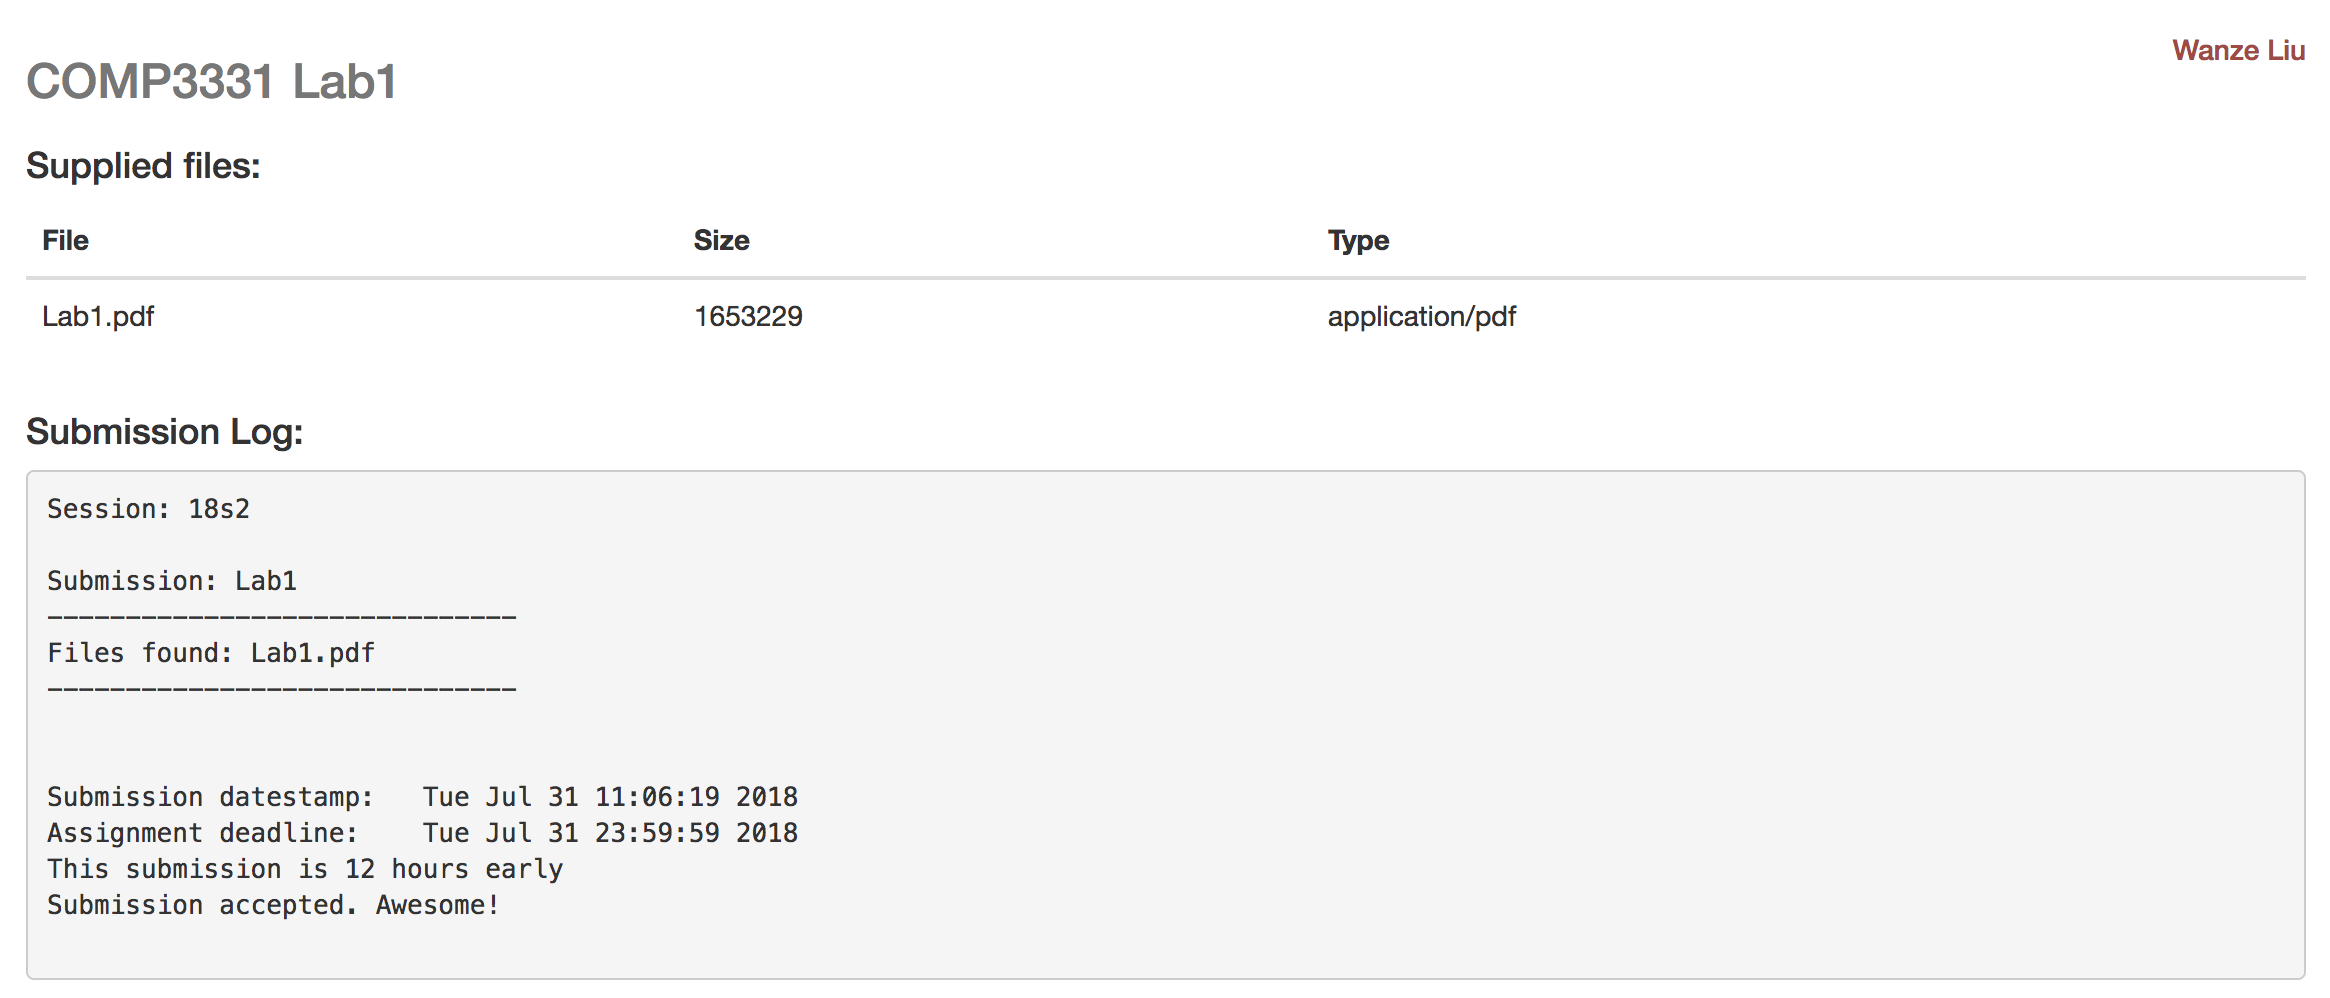 Wanze Liu
COMP3331 Lab1
Supplied files:
File Size Type
Lab1.pdf 1653229 application/pdf
Submission Log:
Session: 18s2
Submission: Lab1
------------------------------
Files found: Lab1.pdf
------------------------------
Submission datestamp:   Tue Jul 31 11:06:19 2018
Assignment deadline:    Tue Jul 31 23:59:59 2018
This submission is 12 hours early
Submission accepted. Awesome!